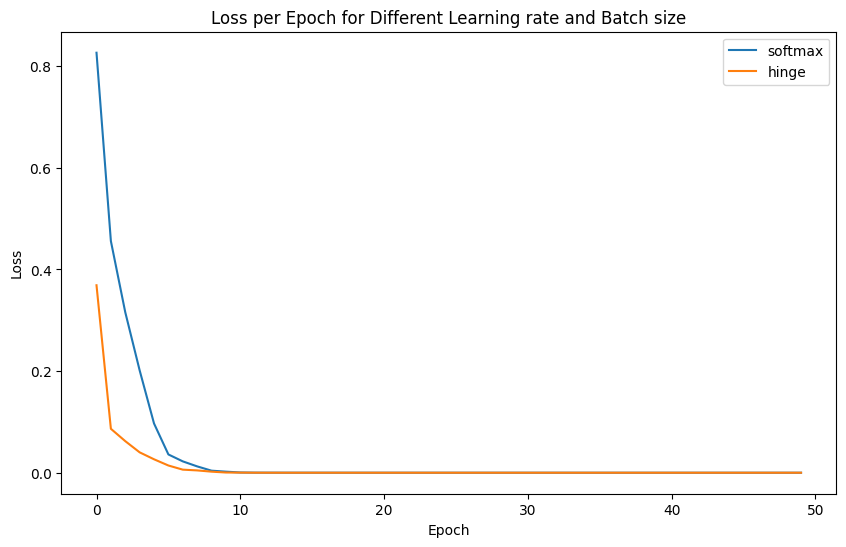 Loss per Epoch for Different Learning rate and Batch size
softmax
hinge
0.8
0.6
0.4
0.2
0.0
Loss
0 10 20 30 40 50
Epoch